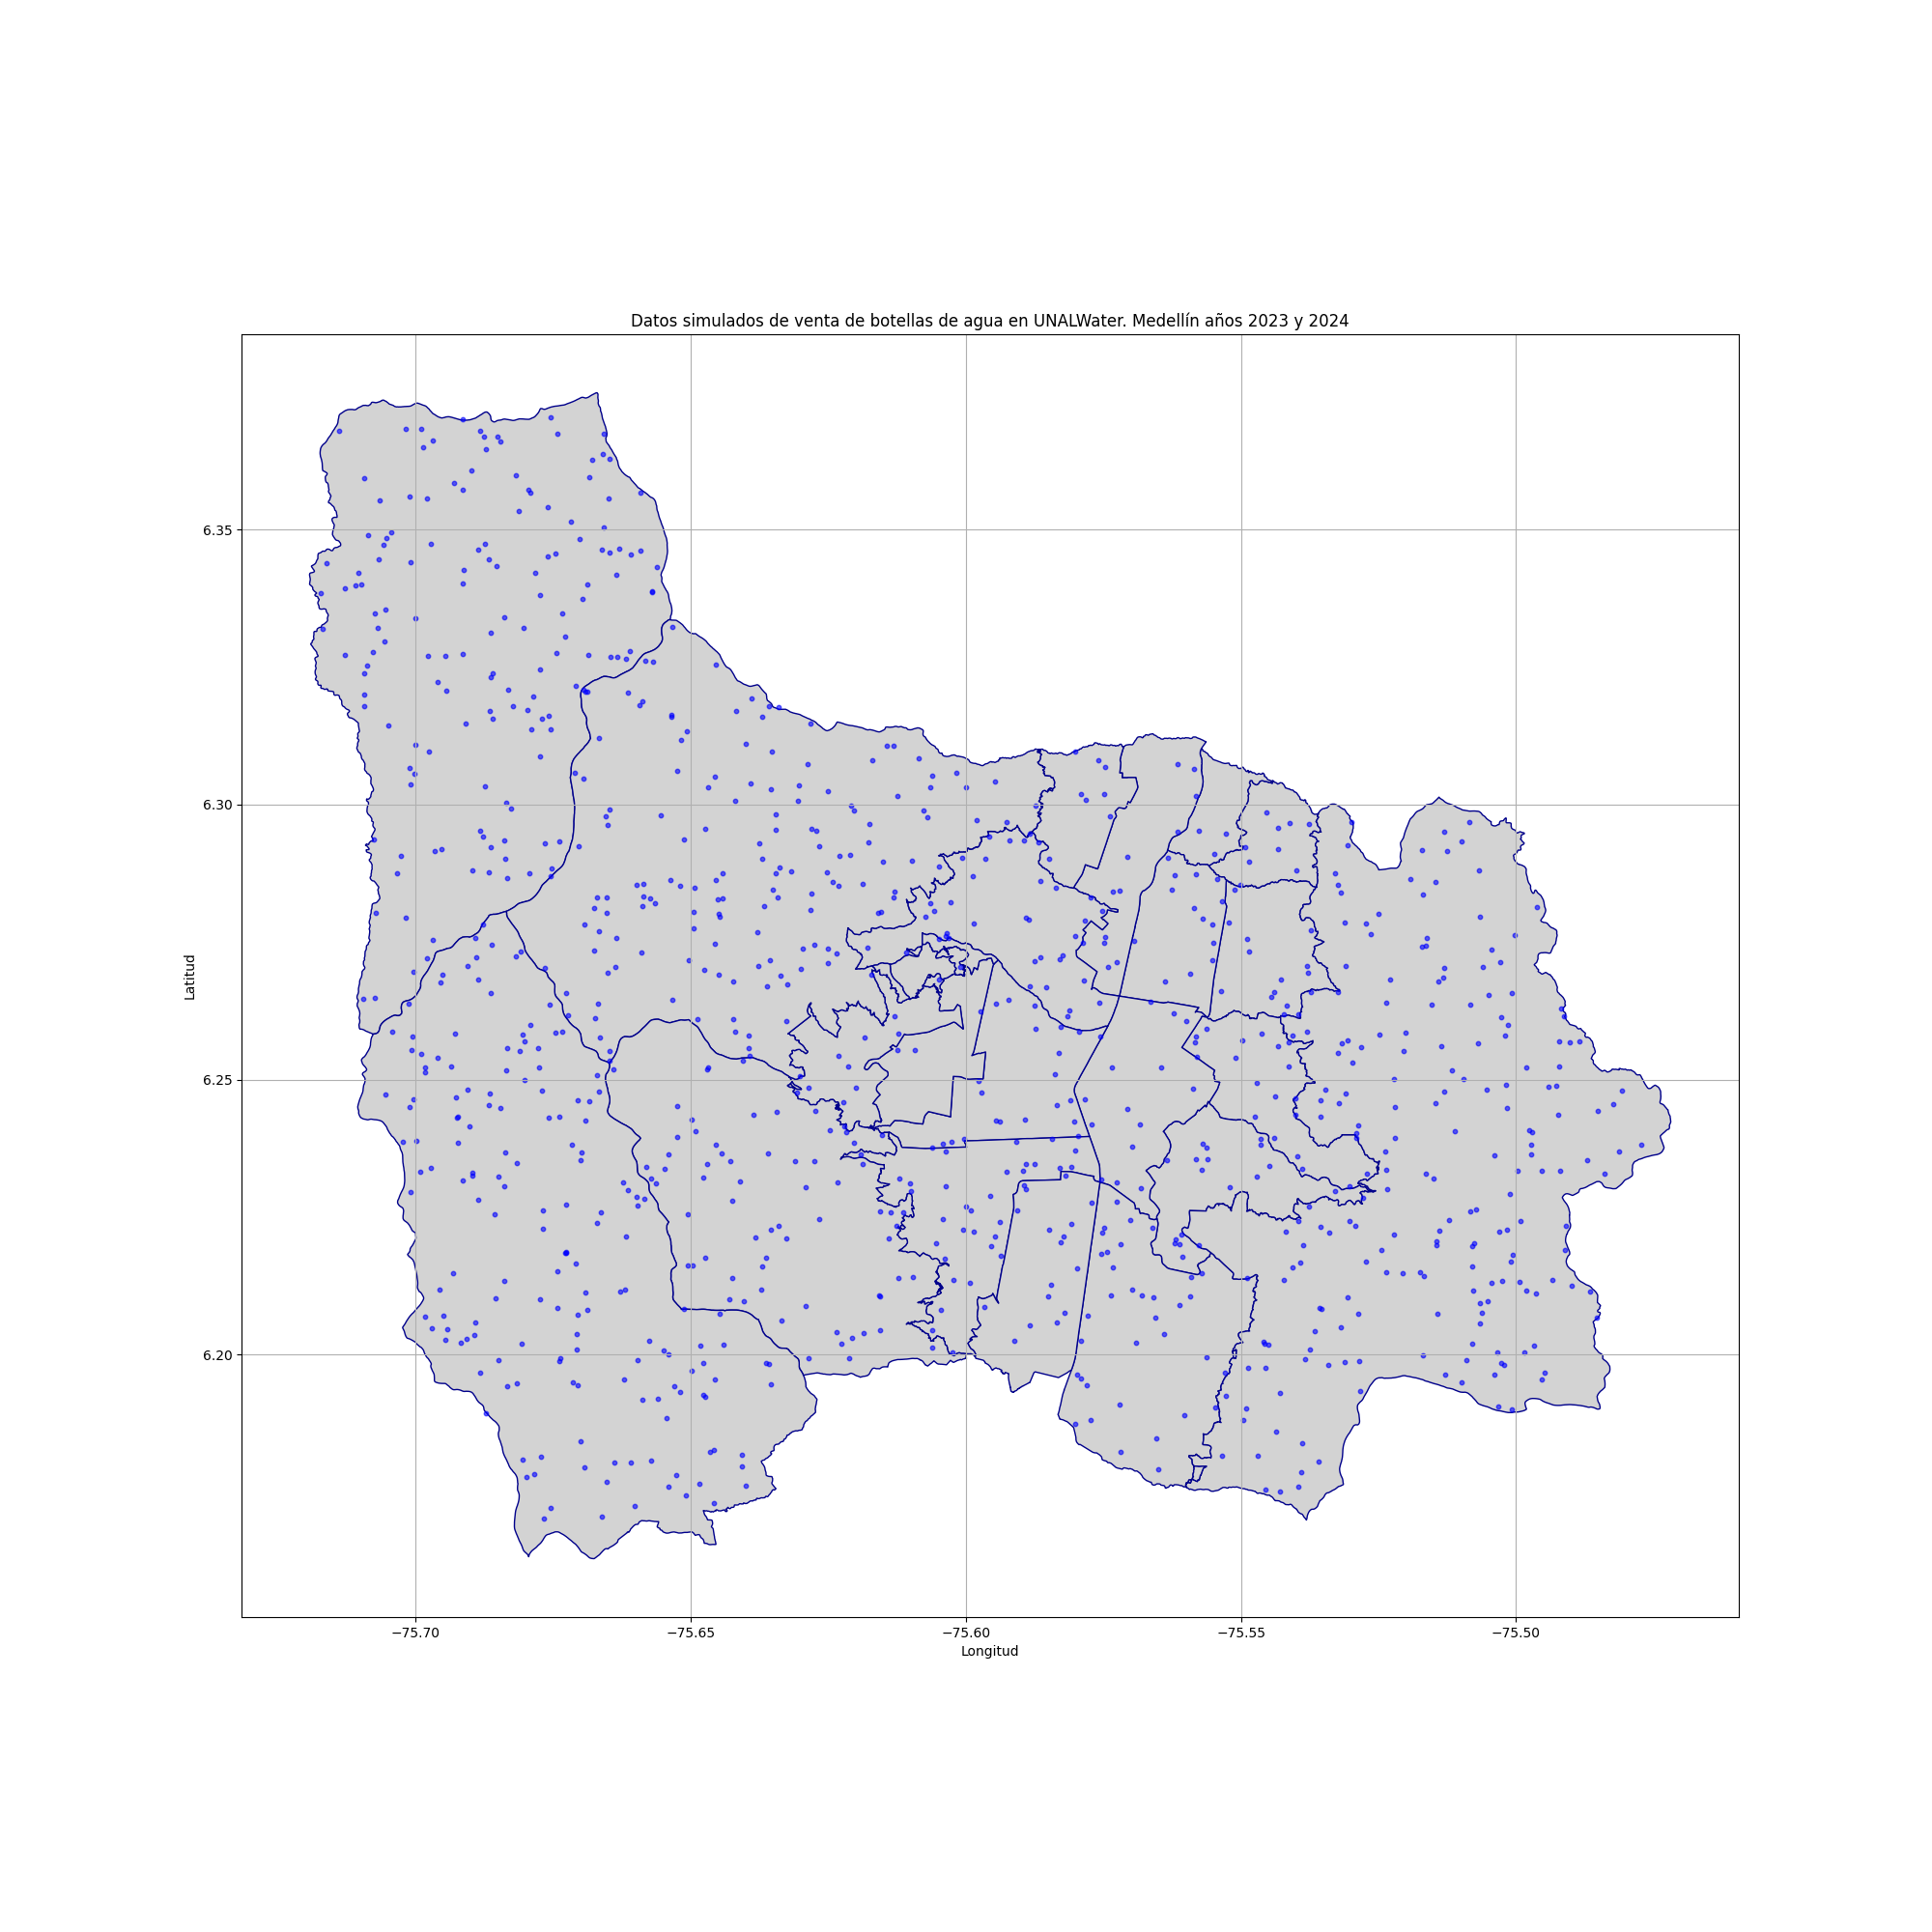 Datos simulados de venta de botellas de agua en UNALWater. Medellín años 2023 y 2024
Latitud
6.35
6.30
6.25
6.20
−75.70 −75.65 −75.60 −75.55 −75.50
Longitud